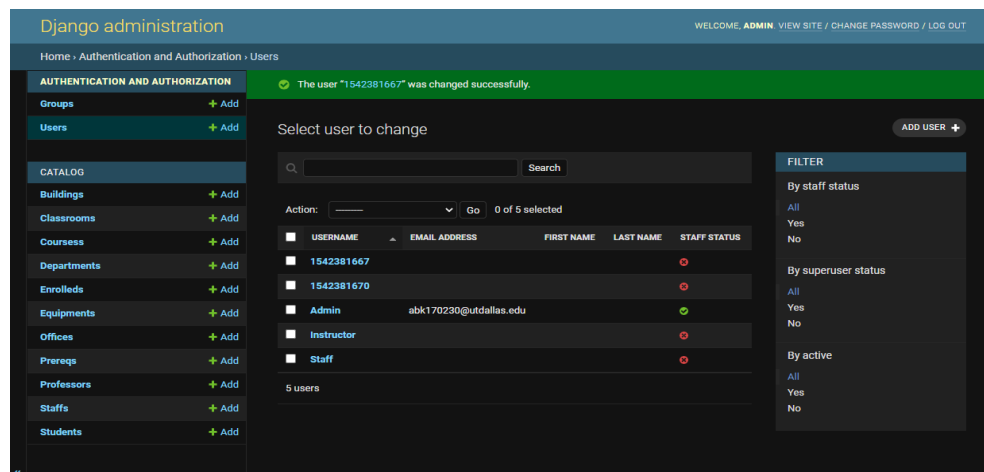 Django administration
WELCOME, ADMIN. VIEW SITE / CHANGE PASSWORD / LOG OUT
Home › Authentication and Authorization › Users
AUTHENTICATION AND AUTHORIZATION
Groups + Add
Users + Add
CATALOG
Buildings + Add
Classrooms + Add
Coursess + Add
Departments + Add
Enrolleds + Add
Equipments + Add
Offices + Add
Prereqs + Add
Professors + Add
Staffs + Add
Students + Add
«
The user "1542381667" was changed successfully.
Select user to change
ADD USER +
Search
Action: --------- Go 0 of 5 selected
USERNAME EMAIL ADDRESS FIRST NAME LAST NAME STAFF STATUS
1542381667
1542381670
Admin abk170230@utdallas.edu
Instructor
Staff
5 users
FILTER
By staff status
All
Yes
No
By superuser status
All
Yes
No
By active
All
Yes
No